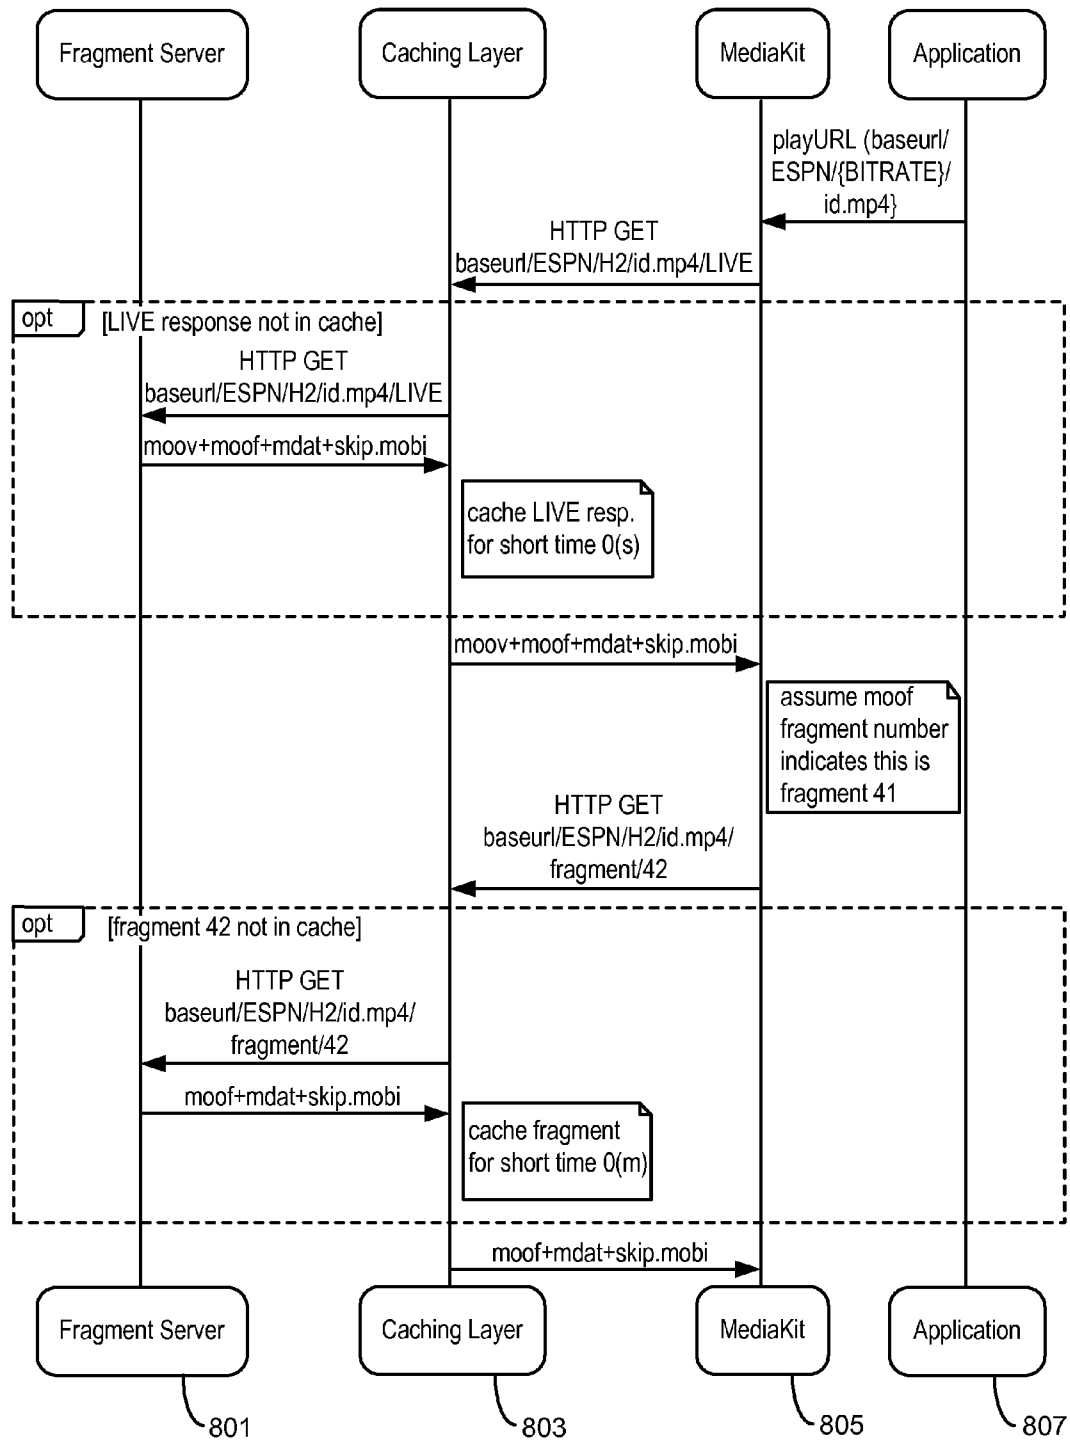 Fragment Server
Caching Layer
MediaKit
Application
playURL (baseurl/
ESPN/{BITRATE}/
id.mp4}
HTTP GET
baseurl/ESPN/H2/id.mp4/LIVE
opt
[LIVE response not in cache]
HTTP GET
baseurl/ESPN/H2/id.mp4/LIVE
moov+moof+mdat+skip.mobi
cache LIVE resp.
for short time 0(s)
moov+moof+mdat+skip.mobi
assume moof
fragment number
indicates this is
fragment 41
HTTP GET
baseurl/ESPN/H2/id.mp4/
fragment/42
opt
[fragment 42 not in cache]
HTTP GET
baseurl/ESPN/H2/id.mp4/
fragment/42
moof+mdat+skip.mobi
cache fragment
for short time 0(m)
moof+mdat+skip.mobi
Fragment Server
Caching Layer
MediaKit
Application
801
803
805
807